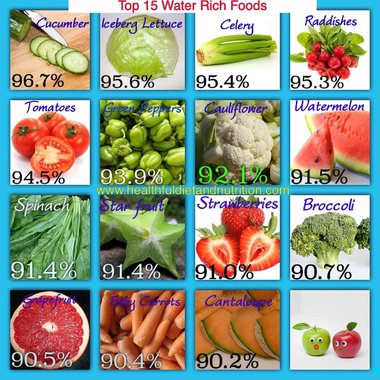 Top 15 Water Rich Foods
Cucumber
96.7%
Iceberg Lettuce
95.6%
Celery
95.4%
Raddishes
95.3%
Tomatoes
94.5%
Green Peppers
93.9%
Cauliflower
92.1%
Watermelon
91.5%
www.healthfuldietandnutrition.com
Spinach
91.4%
Star fruit
91.4%
Strawberries
91.0%
Broccoli
90.7%
Grapefruit
90.5%
Baby Carrots
90.4%
Cantaloupe
90.2%